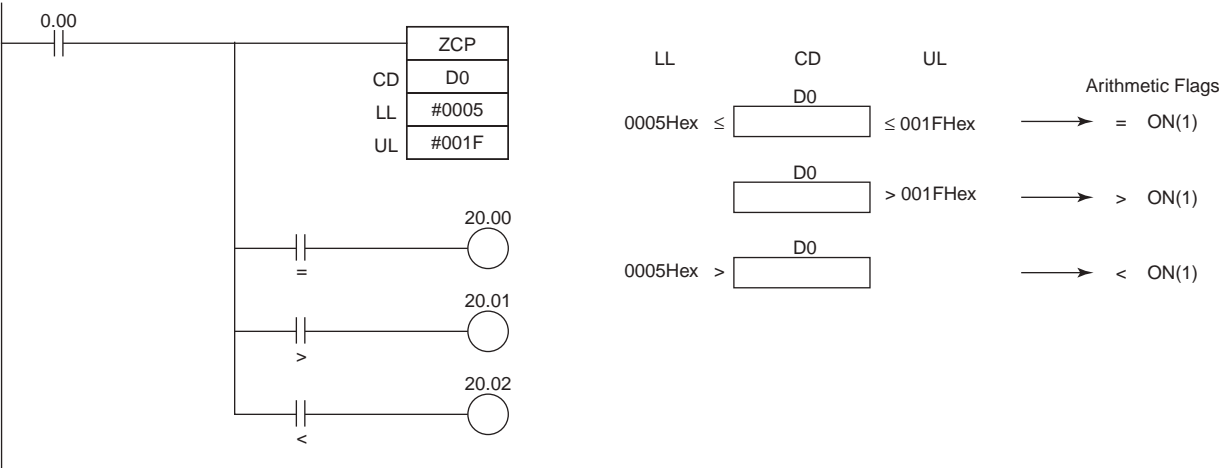 0.00
ZCP
CD D0
LL #0005
UL #001F
20.00
=
20.01
>
20.02
<
LL CD UL
Arithmetic Flags
D0
0005Hex ≤ ≤ 001FHex = ON(1)
D0
> 001FHex > ON(1)
D0
0005Hex > < ON(1)